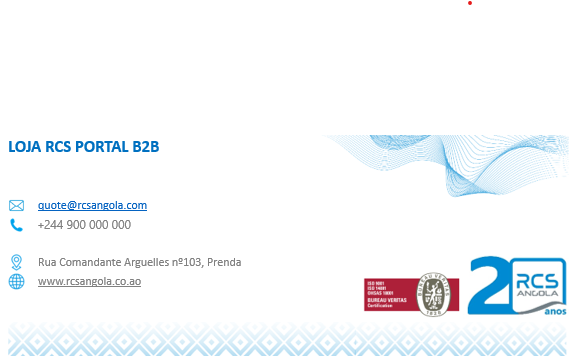 LOJA RCS PORTAL B2B
quote@rcsangola.com
+244 900 000 000
Rua Comandante Arguelles nº103, Prenda
www.rcsangola.co.ao
ISO 9001
ISO 14001
OHSAS 18001
BUREAU VERITAS
Certification
BUREAU VERITAS
1828
20 RCS
ANGOLA
anos